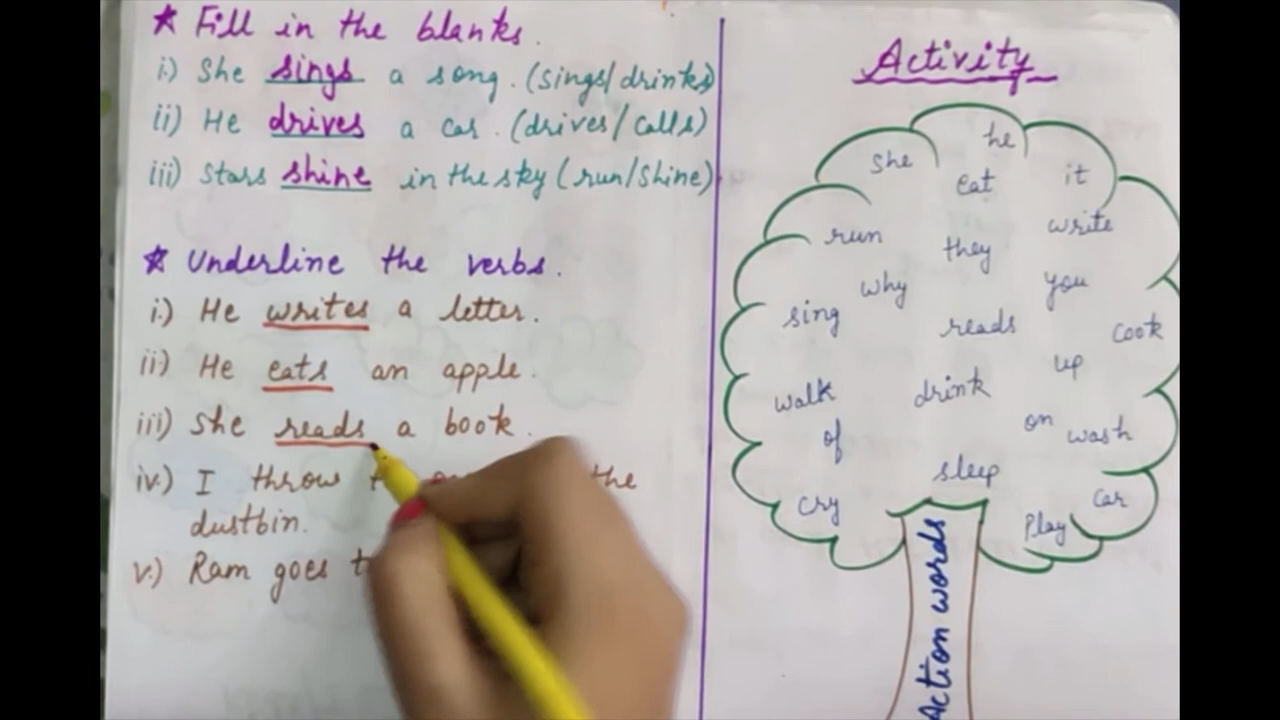 ★ Fill in the blanks.
i.) She sings a song. (sings/drinks)
ii) He drives a car. (drives/calls)
iii) Stars shine in the sky (run/shine)
★ Underline the verbs.
i.) He writes a letter.
ii) He eats an apple.
iii) She reads a book.
iv.) I throw the
dustbin.
v.) Ram goes
Activity
she he
eat it
run they write
why you
sing reads cook
up
walk drink
of on wash
sleep
cry Play car
Action words